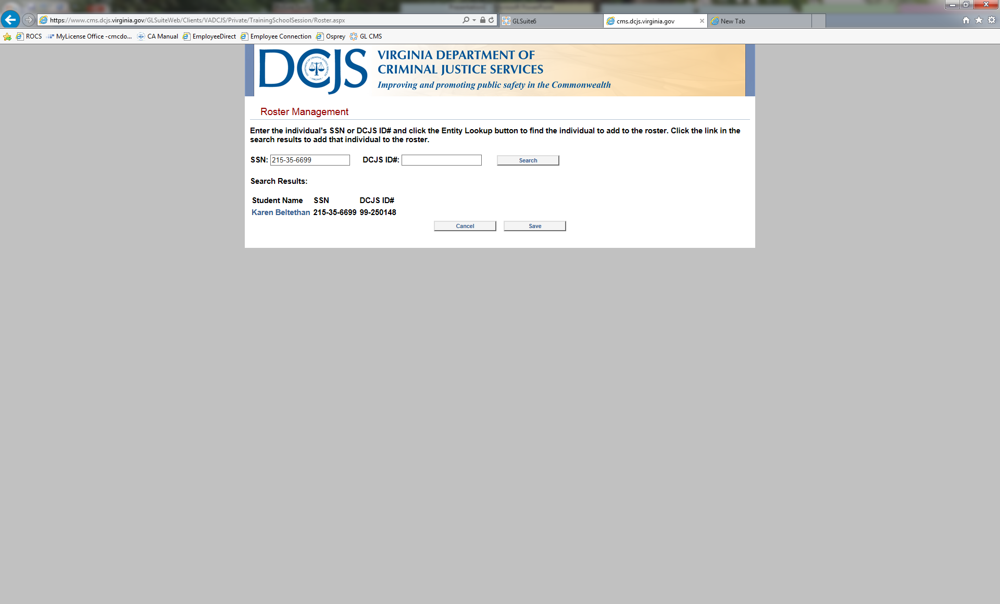 https://www.cms.dcjs.virginia.gov/GLSuiteWeb/Clients/VADCJS/Private/TrainingSchoolSession/Roster.aspx
GLSuite6
cms.dcjs.virginia.gov
New Tab
ROCS
MyLicense Office -cmcdo...
CA Manual
EmployeeDirect
Employee Connection
Osprey
GL CMS
DCJS
VIRGINIA DEPARTMENT OF
CRIMINAL JUSTICE SERVICES
Improving and promoting public safety in the Commonwealth
Roster Management
Enter the individual's SSN or DCJS ID# and click the Entity Lookup button to find the individual to add to the roster. Click the link in the
search results to add that individual to the roster.
SSN: 215-35-6699 DCJS ID#: Search
Search Results:
Student Name SSN DCJS ID#
Karen Beltethan 215-35-6699 99-250148
Cancel Save